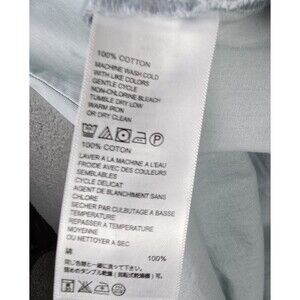 100% COTTON
MACHINE WASH COLD
WITH LIKE COLORS
GENTLE CYCLE
NON-CHLORINE BLEACH
TUMBLE DRY LOW
WARM IRON
OR DRY CLEAN
100% COTON
LAVER A LA MACHINE A L'EAU
FROIDE AVEC DES COULEURS
SEMBLABLES
CYCLE DELICAT
AGENT DE BLANCHIMENT SANS
CHLORE
SECHER PAR CULBUTAGE A BASSE
TEMPERATURE
REPASSER A TEMPERATURE
MOYENNE
OU NETTOYER A SEC
綿 100%